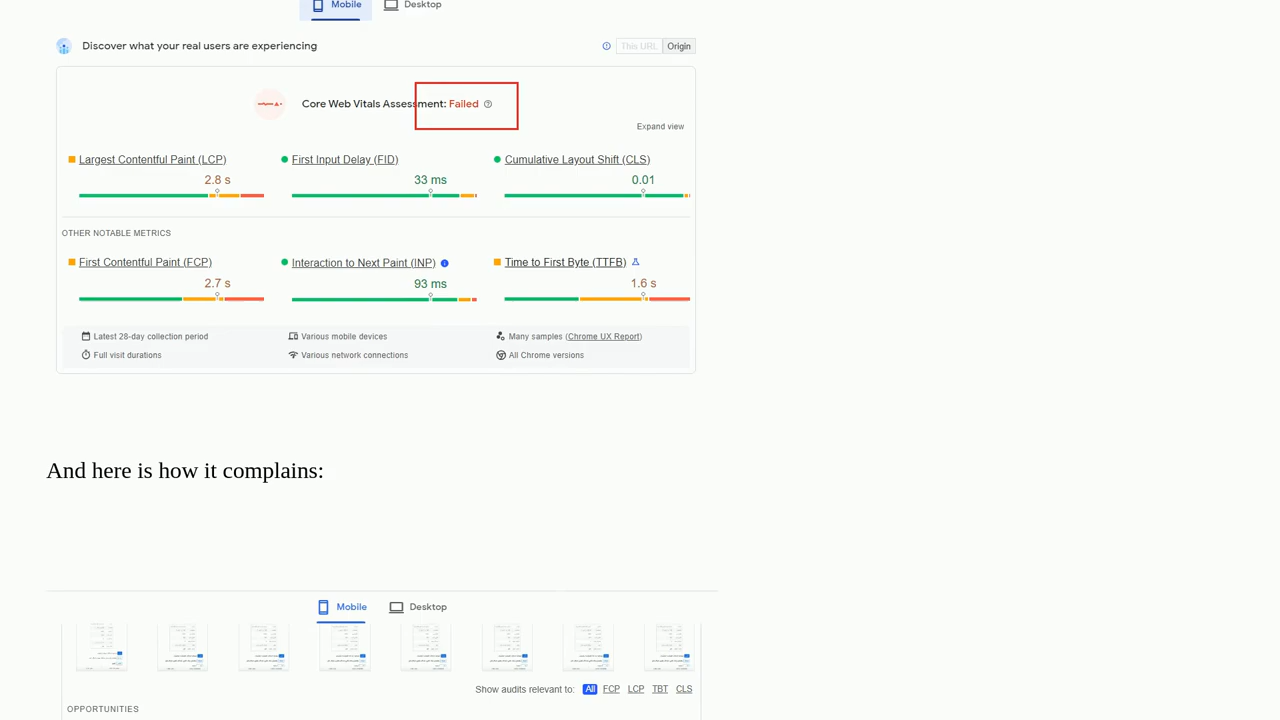 Mobile Desktop
Discover what your real users are experiencing This URL Origin
Core Web Vitals Assessment: Failed
Expand view
Largest Contentful Paint (LCP) First Input Delay (FID) Cumulative Layout Shift (CLS)
2.8 s 33 ms 0.01
OTHER NOTABLE METRICS
First Contentful Paint (FCP) Interaction to Next Paint (INP) Time to First Byte (TTFB)
2.7 s 93 ms 1.6 s
Latest 28-day collection period Various mobile devices Many samples (Chrome UX Report)
Full visit durations Various network connections All Chrome versions
And here is how it complains:
Mobile Desktop
Show audits relevant to: All FCP LCP TBT CLS
OPPORTUNITIES